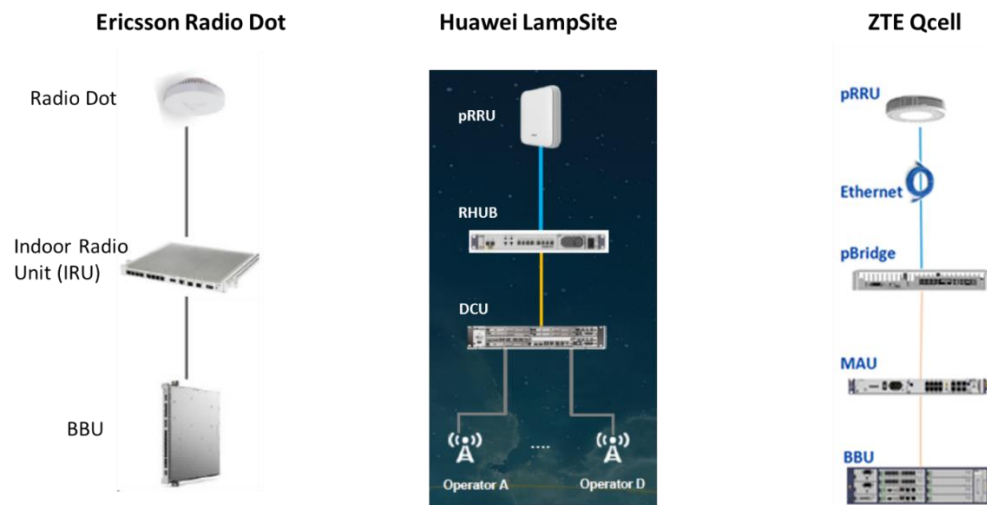 Ericsson Radio Dot
Radio Dot
Indoor Radio
Unit (IRU)
BBU
Huawei LampSite
pRRU
RHUB
DCU
....
Operator A
Operator D
ZTE Qcell
pRRU
Ethernet
pBridge
MAU
BBU